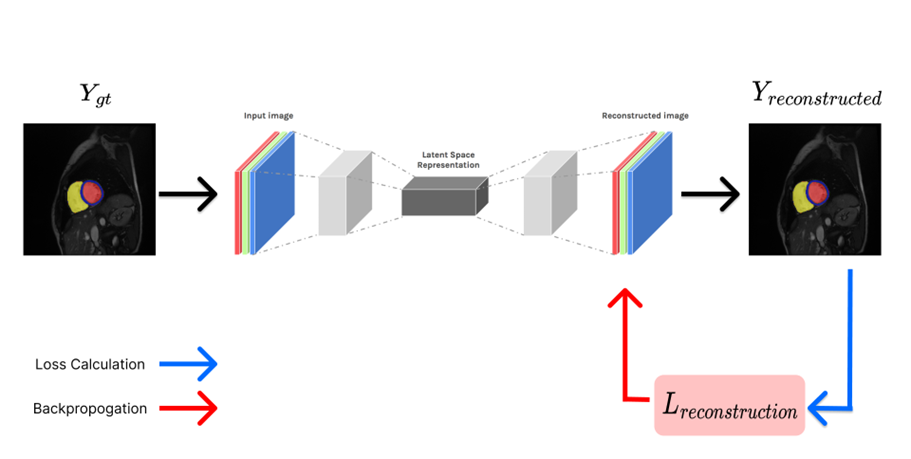 Y_gt
Y_reconstructed
Input image
Reconstructed image
Latent Space
Representation
Loss Calculation
Backpropogation
L_reconstruction